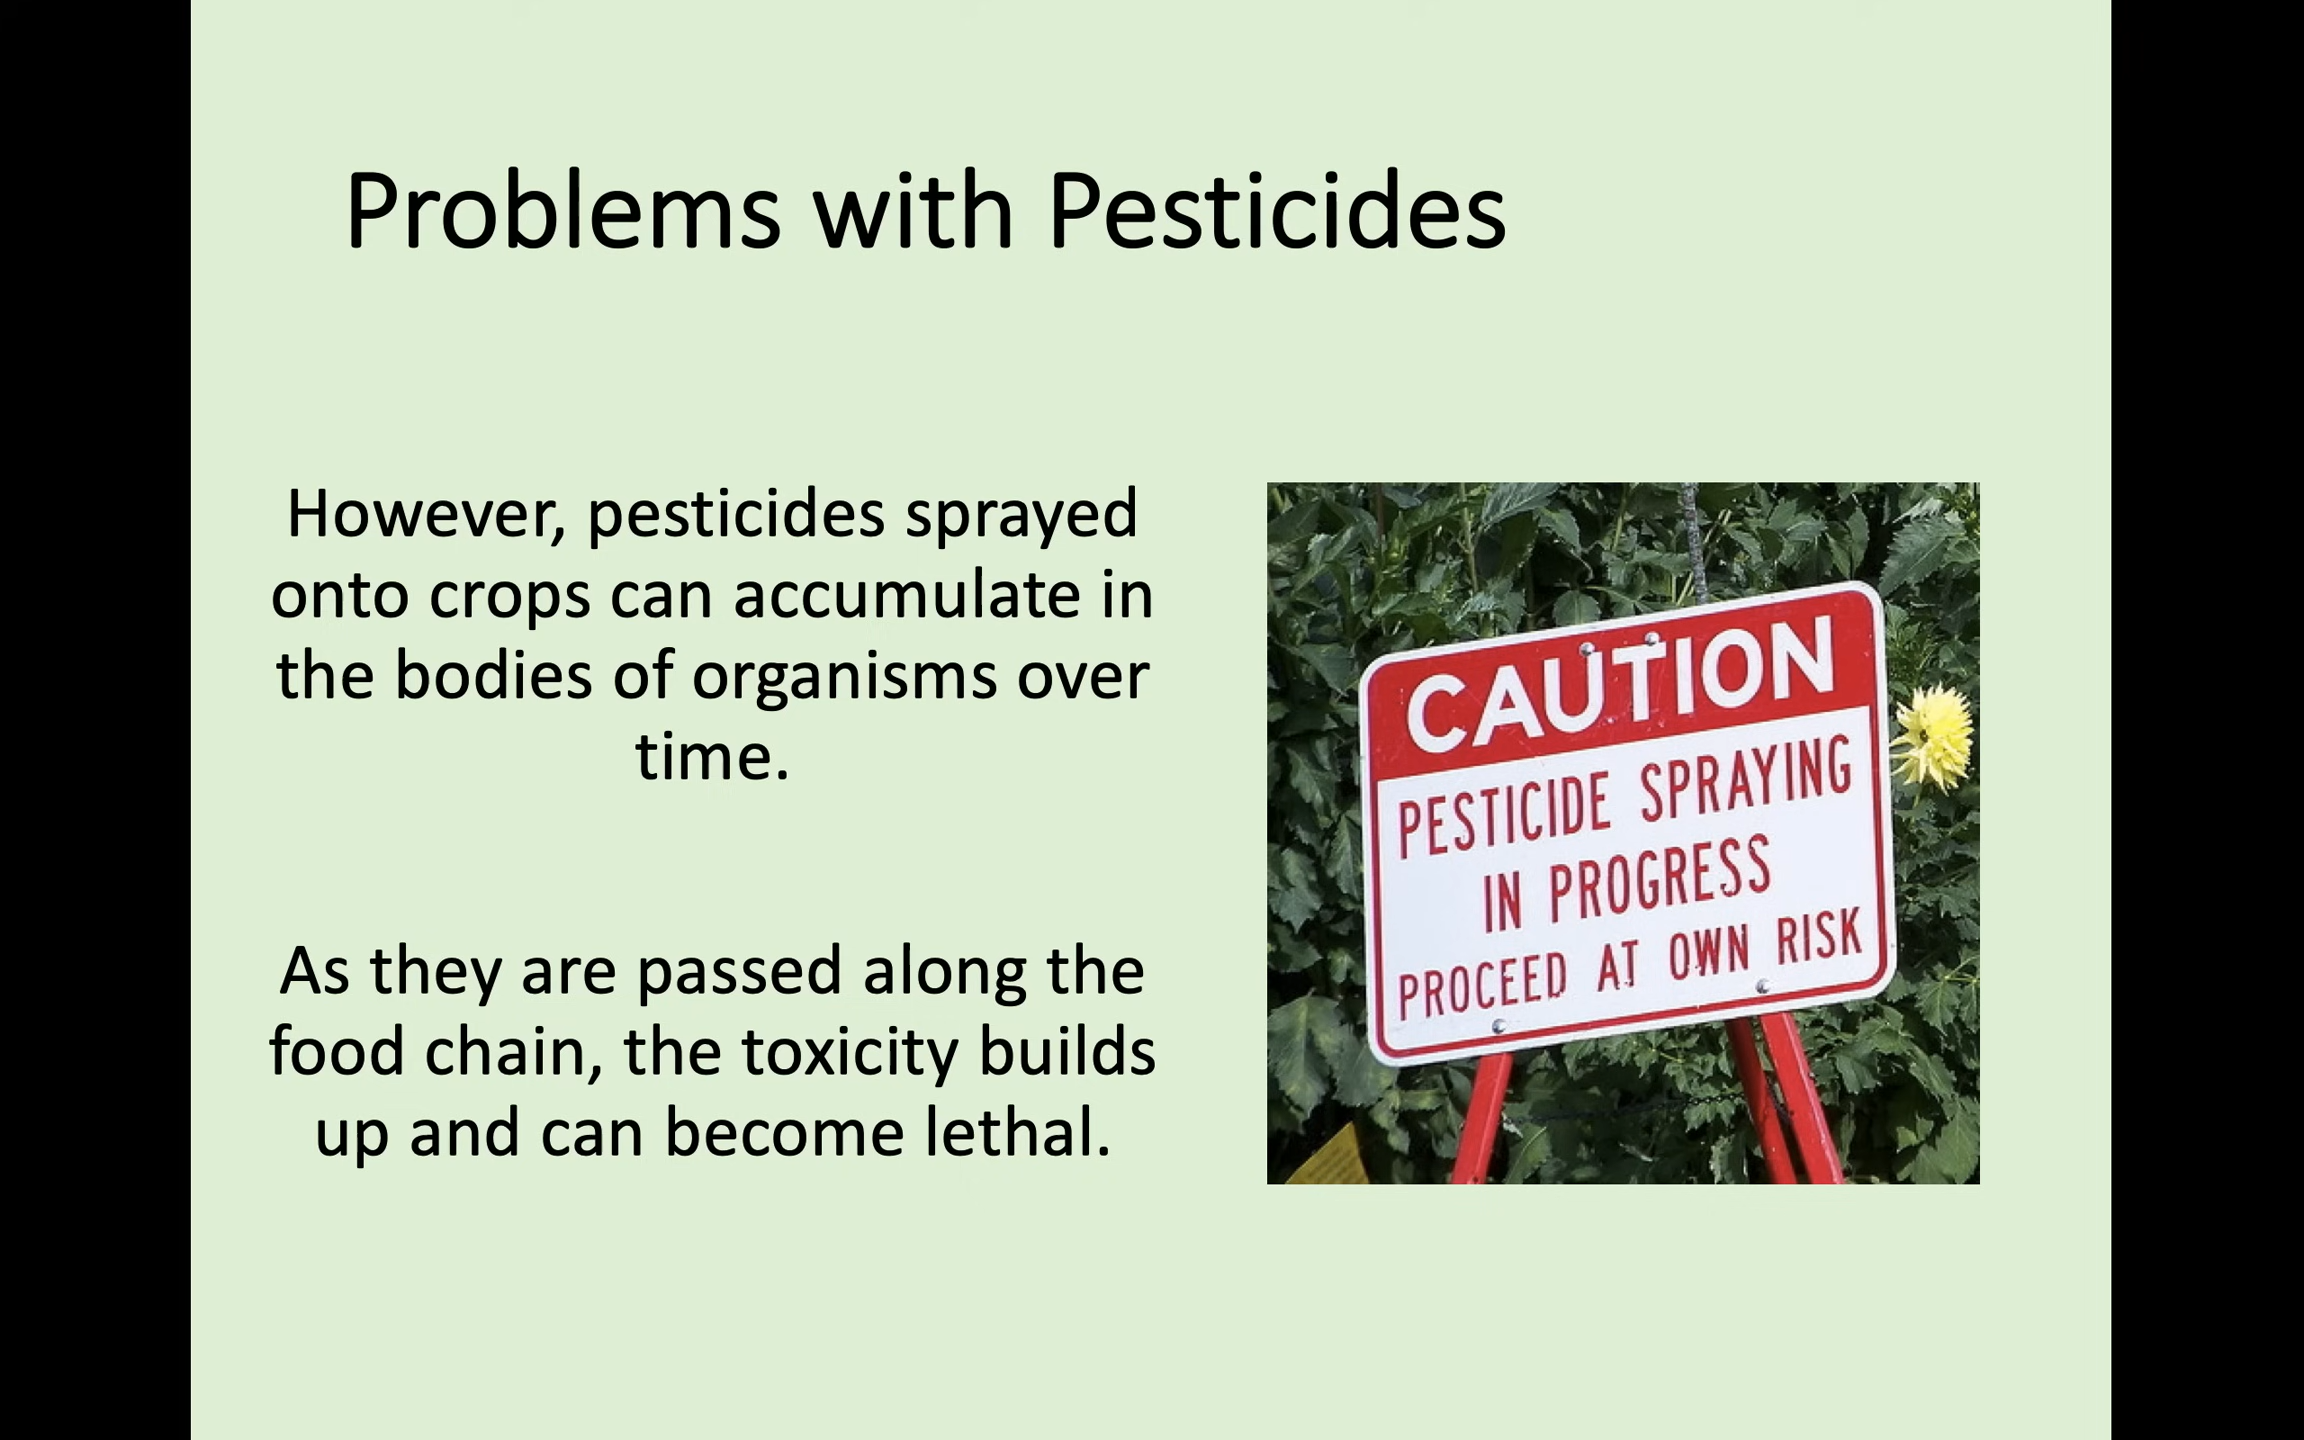 Problems with Pesticides
However, pesticides sprayed
onto crops can accumulate in
the bodies of organisms over
time.
As they are passed along the
food chain, the toxicity builds
up and can become lethal.
CAUTION
PESTICIDE SPRAYING
IN PROGRESS
PROCEED AT OWN RISK